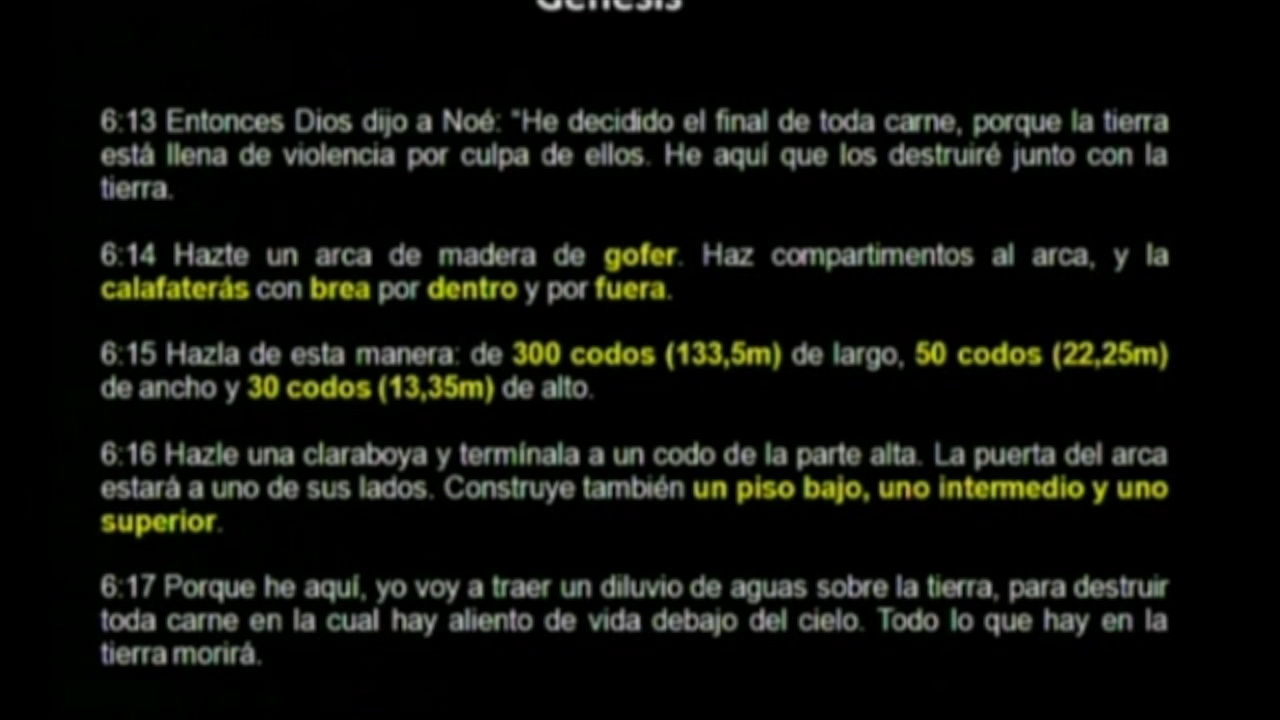 Génesis
6:13 Entonces Dios dijo a Noé: "He decidido el final de toda carne, porque la tierra
está llena de violencia por culpa de ellos. He aquí que los destruiré junto con la
tierra.
6:14 Hazte un arca de madera de gofer. Haz compartimentos al arca, y la
calafaterás con brea por dentro y por fuera.
6:15 Hazla de esta manera: de 300 codos (133,5m) de largo, 50 codos (22,25m)
de ancho y 30 codos (13,35m) de alto.
6:16 Hazle una claraboya y termínala a un codo de la parte alta. La puerta del arca
estará a uno de sus lados. Construye también un piso bajo, uno intermedio y uno
superior.
6:17 Porque he aquí, yo voy a traer un diluvio de aguas sobre la tierra, para destruir
toda carne en la cual hay aliento de vida debajo del cielo. Todo lo que hay en la
tierra morirá.